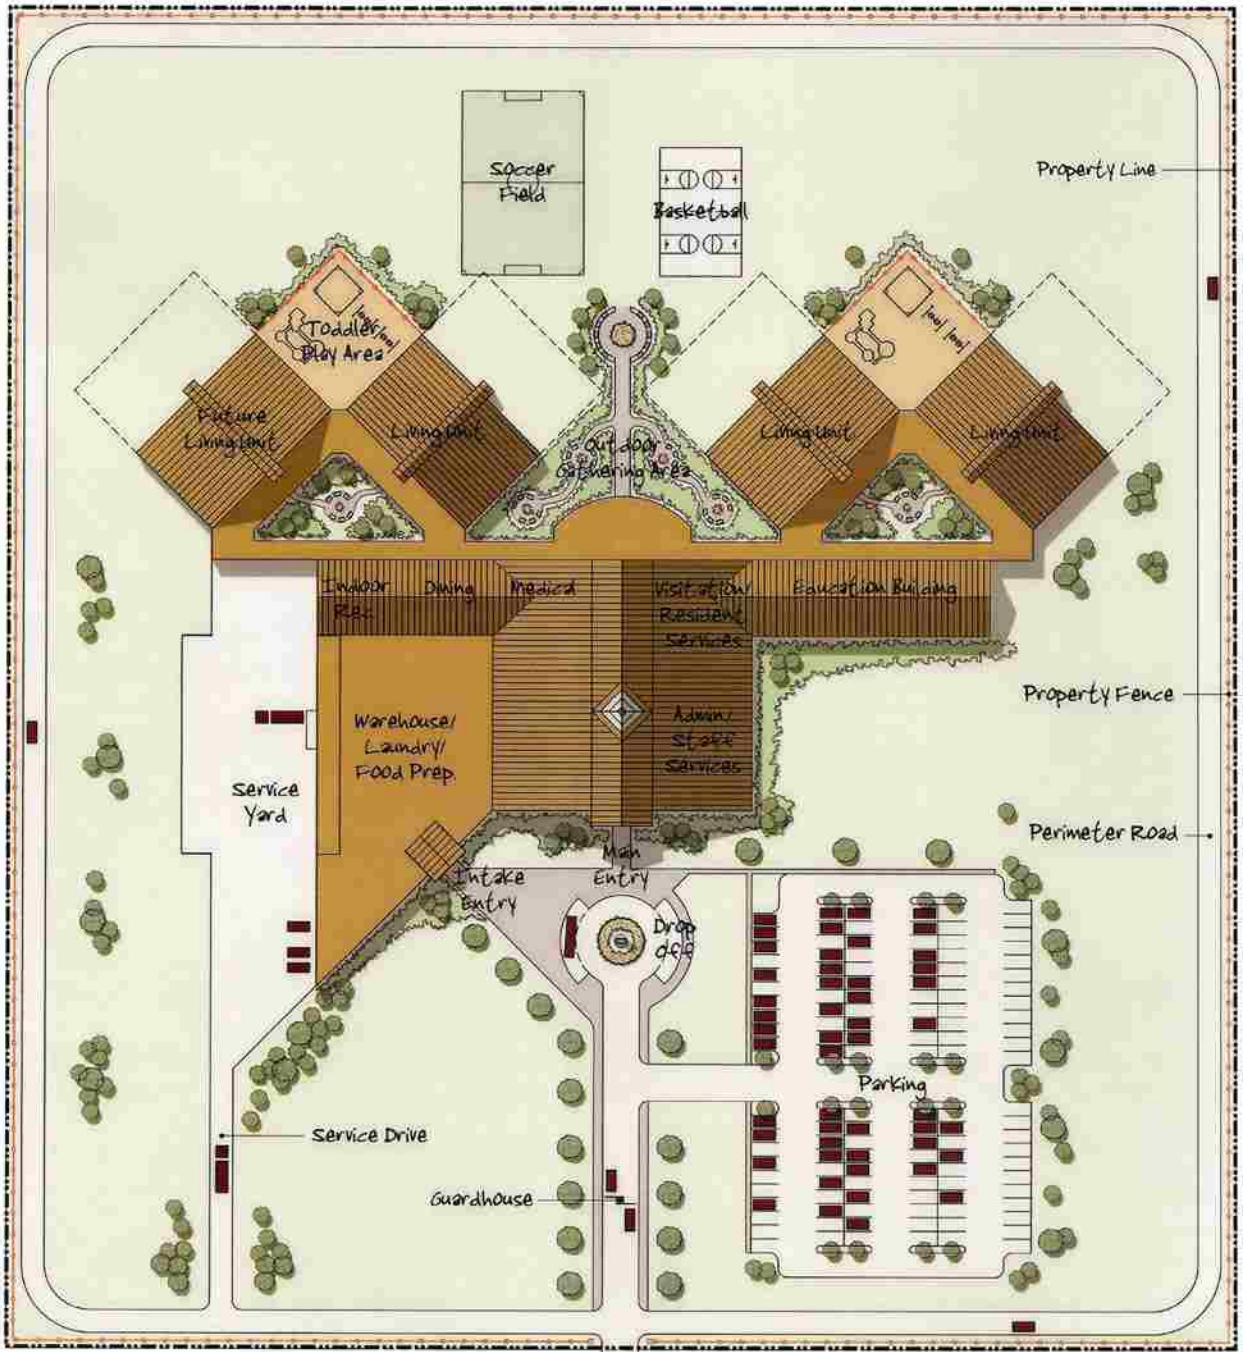 Soccer
Field
Basketball
Property Line
Toddler
Play Area
Future
Living Unit
Living Unit
Outdoor
Gathering Area
Living Unit
Living Unit
Indoor
Rec
Dining
Medical
Visitation/
Resident
Services
Education Building
Property Fence
Warehouse/
Laundry/
Food Prep.
Admin/
Staff
Services
Service
Yard
Perimeter Road
Main
Entry
Intake
Entry
Drop
Off
Parking
Service Drive
Guardhouse